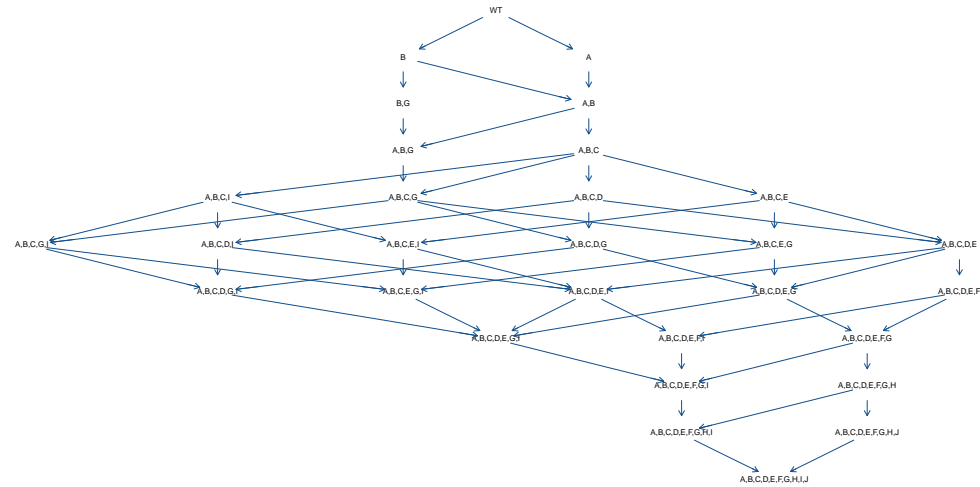 WT
B A
B,G A,B
A,B,G A,B,C
A,B,C,I A,B,C,G A,B,C,D A,B,C,E
A,B,C,G,I A,B,C,D,I A,B,C,E,I A,B,C,D,G A,B,C,E,G A,B,C,D,E
A,B,C,D,G,I A,B,C,E,G,I A,B,C,D,E,I A,B,C,D,E,G A,B,C,D,E,F
A,B,C,D,E,G,I A,B,C,D,E,F,I A,B,C,D,E,F,G
A,B,C,D,E,F,G,I A,B,C,D,E,F,G,H
A,B,C,D,E,F,G,H,I A,B,C,D,E,F,G,H,J
A,B,C,D,E,F,G,H,I,J